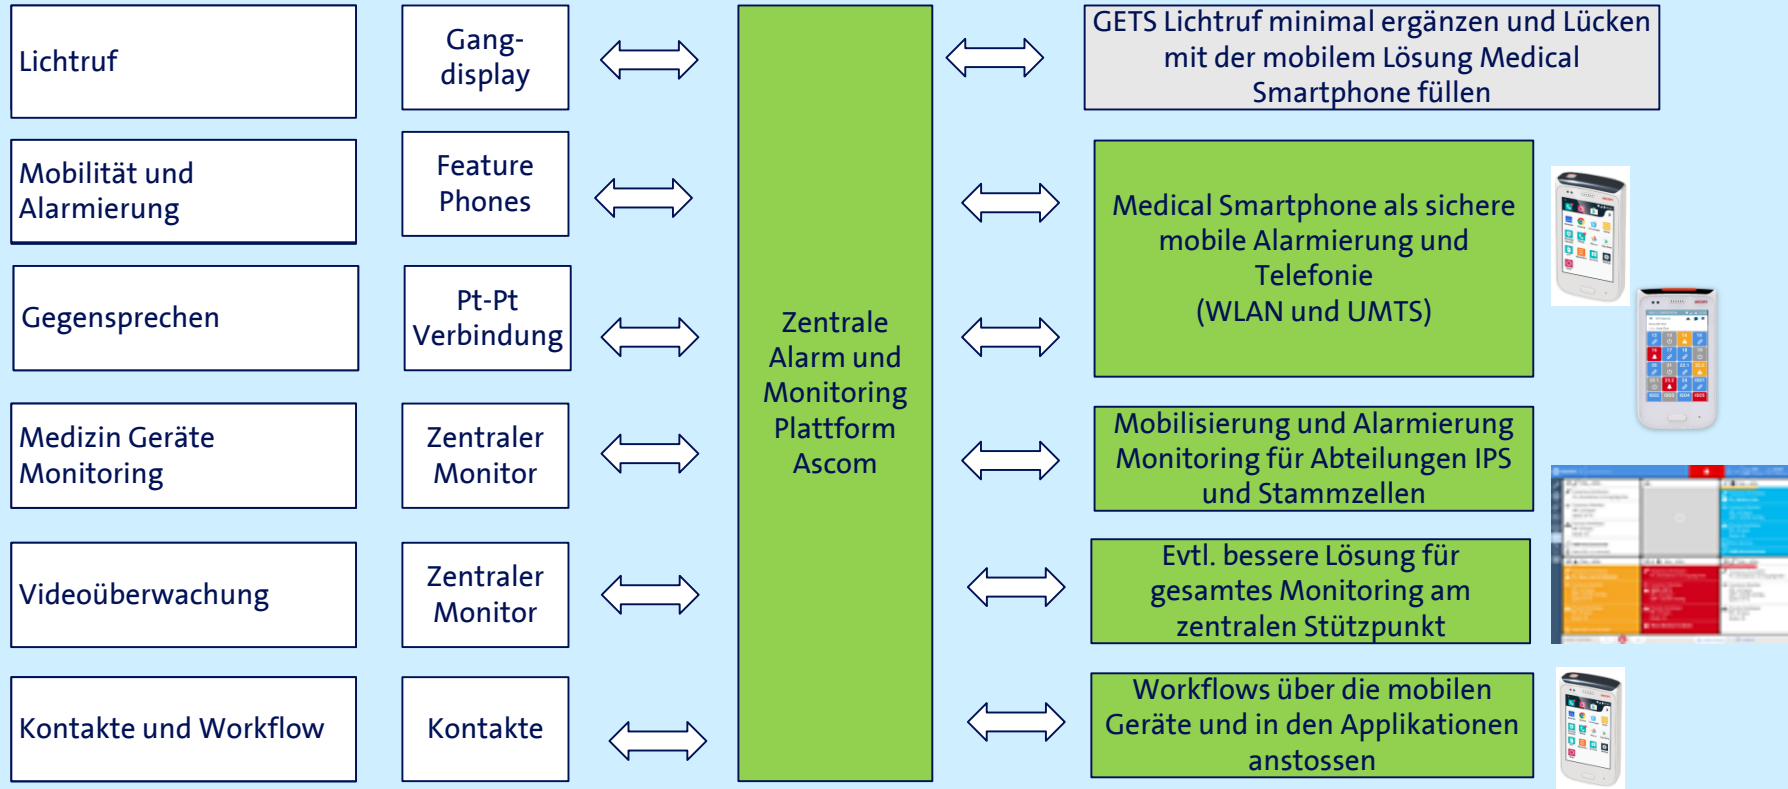 Lichtruf
Gang-
display
GETS Lichtruf minimal ergänzen und Lücken
mit der mobilem Lösung Medical
Smartphone füllen
Mobilität und
Alarmierung
Feature
Phones
Medical Smartphone als sichere
mobile Alarmierung und
Telefonie
(WLAN und UMTS)
Gegensprechen
Pt-Pt
Verbindung
Zentrale
Alarm und
Monitoring
Plattform
Ascom
Medizin Geräte
Monitoring
Zentraler
Monitor
Mobilisierung und Alarmierung
Monitoring für Abteilungen IPS
und Stammzellen
Videoüberwachung
Zentraler
Monitor
Evtl. bessere Lösung für
gesamtes Monitoring am
zentralen Stützpunkt
Kontakte und Workflow
Kontakte
Workflows über die mobilen
Geräte und in den Applikationen
anstossen